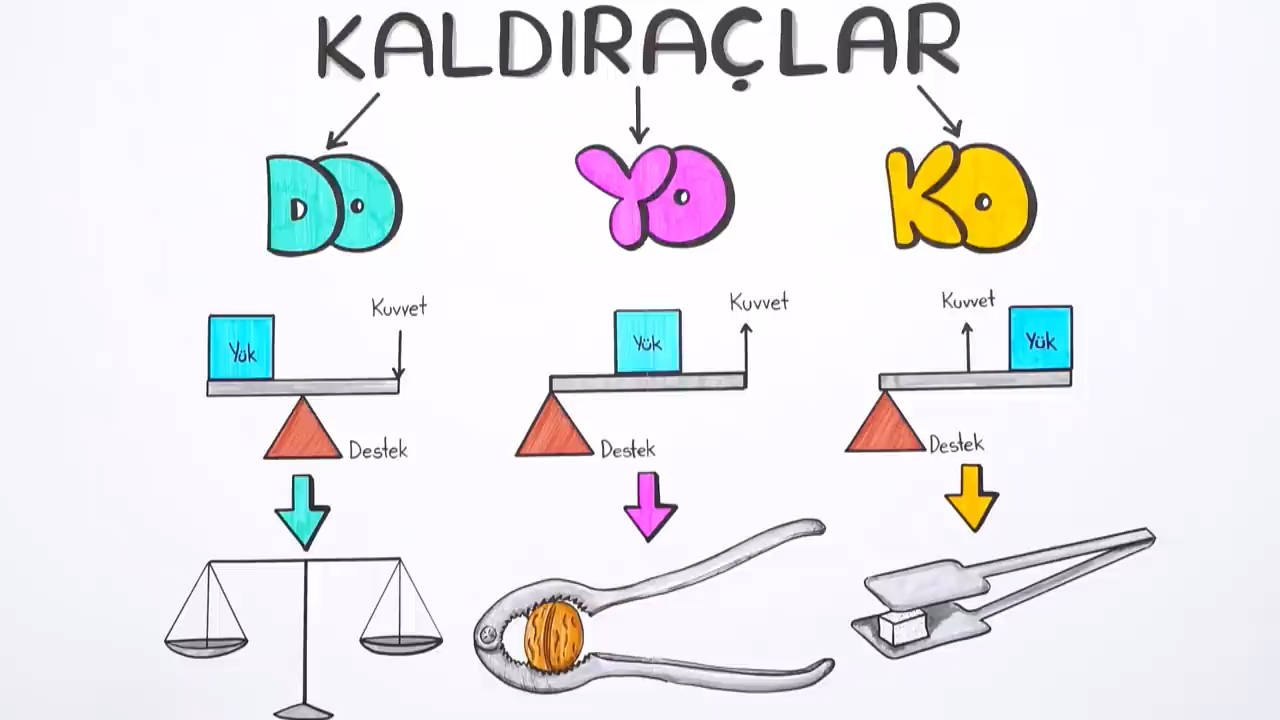 KALDIRAÇLAR
DO YO KO
Kuvvet Kuvvet Kuvvet
Yük Yük Yük
Destek Destek Destek